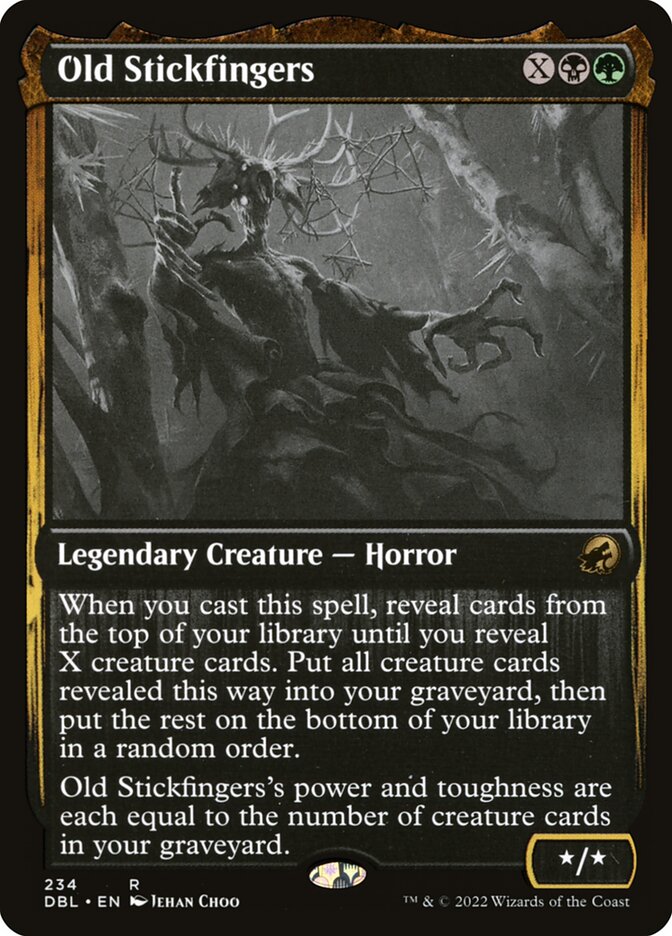 Old Stickfingers X
Legendary Creature — Horror
When you cast this spell, reveal cards from
the top of your library until you reveal
X creature cards. Put all creature cards
revealed this way into your graveyard, then
put the rest on the bottom of your library
in a random order.
Old Stickfingers's power and toughness are
each equal to the number of creature cards
in your graveyard.
★/★
234 R
DBL • EN Jehan Choo ™ & © 2022 Wizards of the Coast